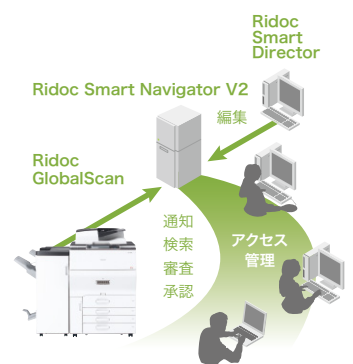 Ridoc
Smart
Director
Ridoc Smart Navigator V2
編集
Ridoc
GlobalScan
通知
検索
審査
承認
アクセス
管理